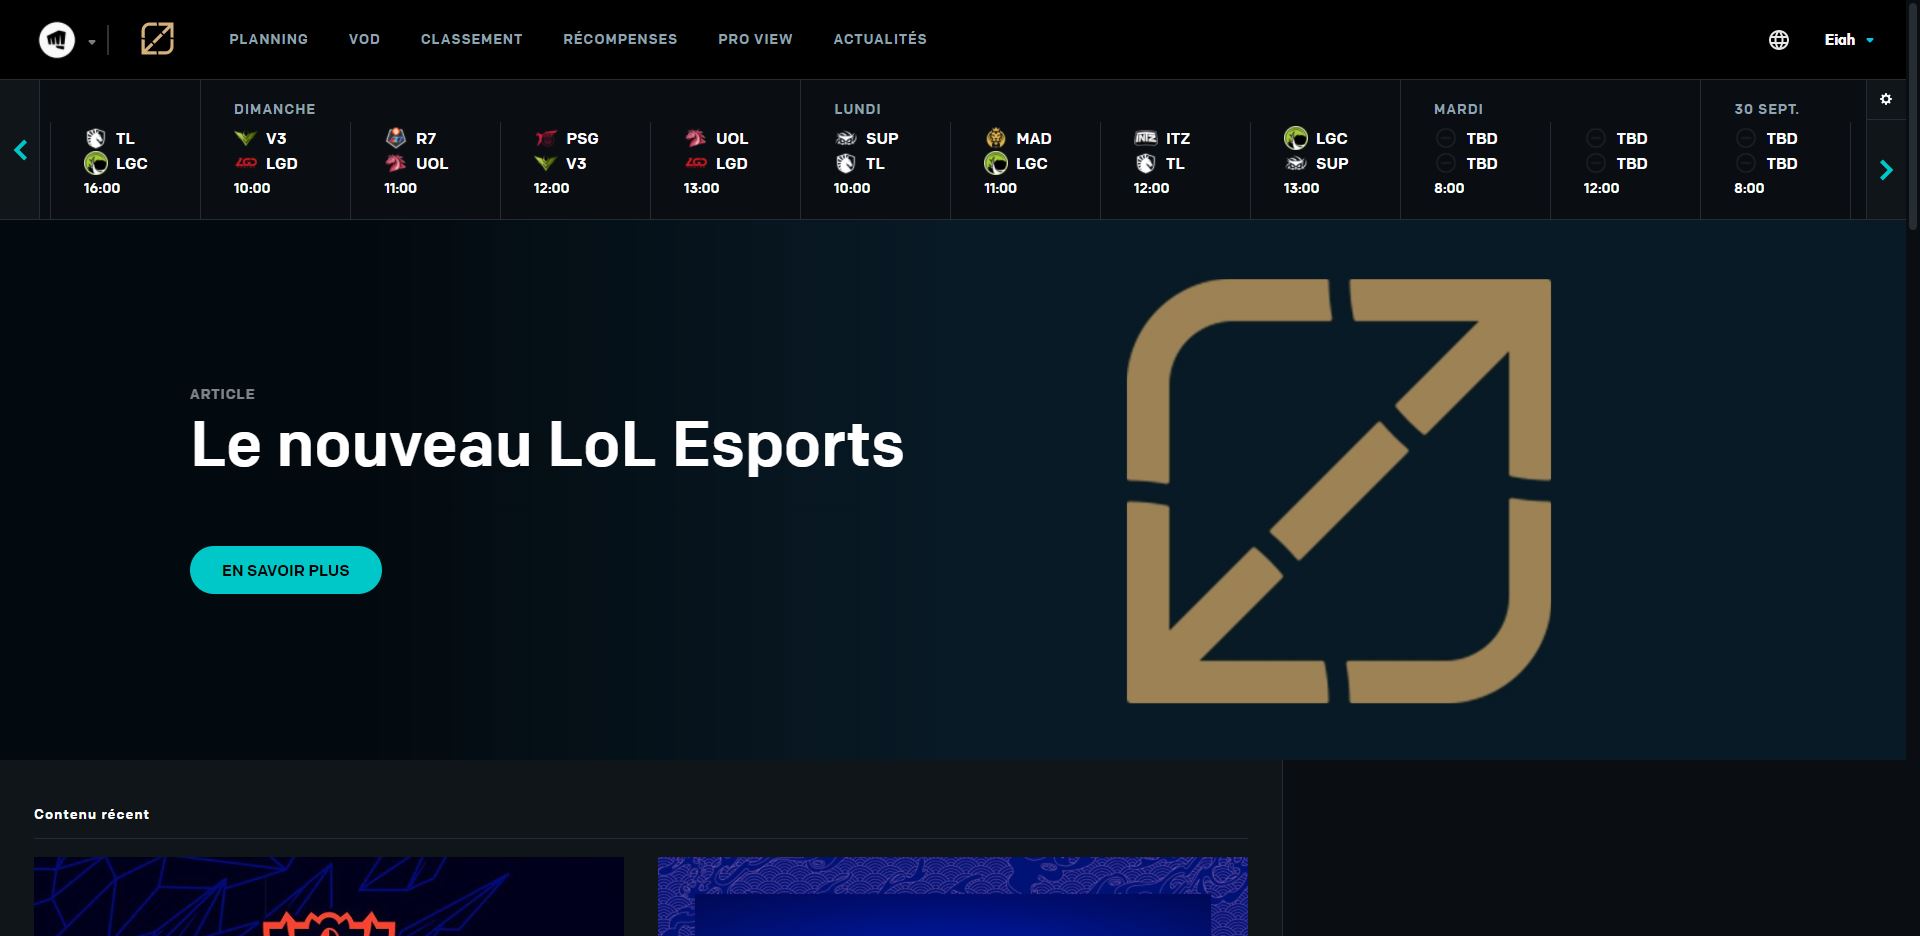 PLANNING VOD CLASSEMENT RÉCOMPENSES PRO VIEW ACTUALITÉS Eiah
DIMANCHE LUNDI MARDI 30 SEPT.
TL V3 R7 PSG UOL SUP MAD ITZ LGC TBD TBD TBD
LGC LGD UOL V3 LGD TL LGC TL SUP TBD TBD TBD
16:00 10:00 11:00 12:00 13:00 10:00 11:00 12:00 13:00 8:00 12:00 8:00
ARTICLE
Le nouveau LoL Esports
EN SAVOIR PLUS
Contenu récent